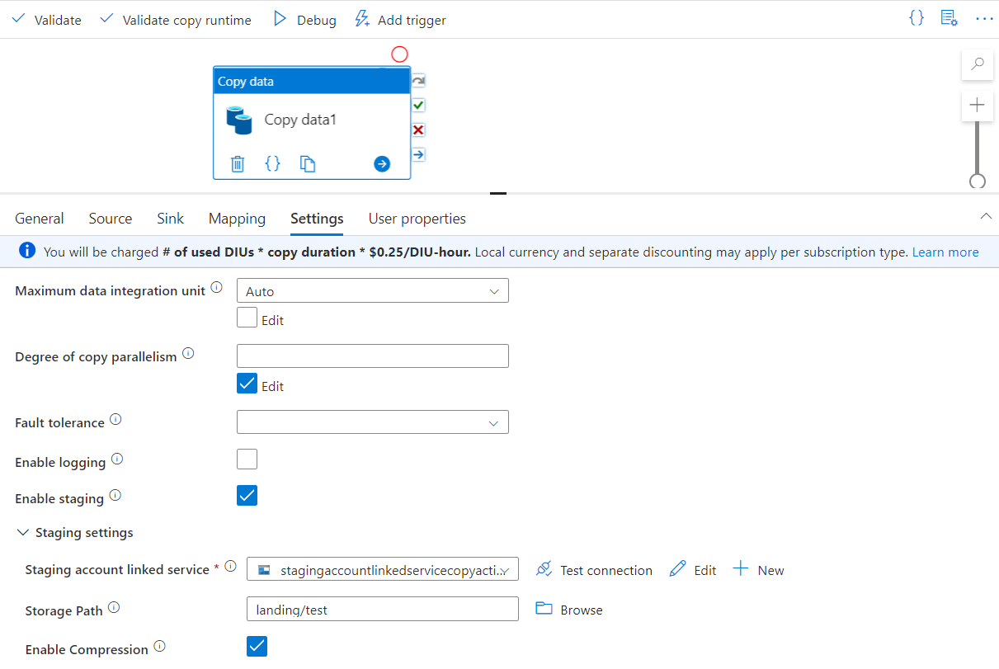 Validate Validate copy runtime Debug Add trigger {} ...
Copy data
Copy data1
{}
General Source Sink Mapping Settings User properties
You will be charged # of used DIUs * copy duration * $0.25/DIU-hour. Local currency and separate discounting may apply per subscription type. Learn more
Maximum data integration unit Auto
Edit
Degree of copy parallelism
Edit
Fault tolerance
Enable logging
Enable staging
Staging settings
Staging account linked service * stagingaccountlinkedservicecopyacti... Test connection Edit New
Storage Path landing/test Browse
Enable Compression